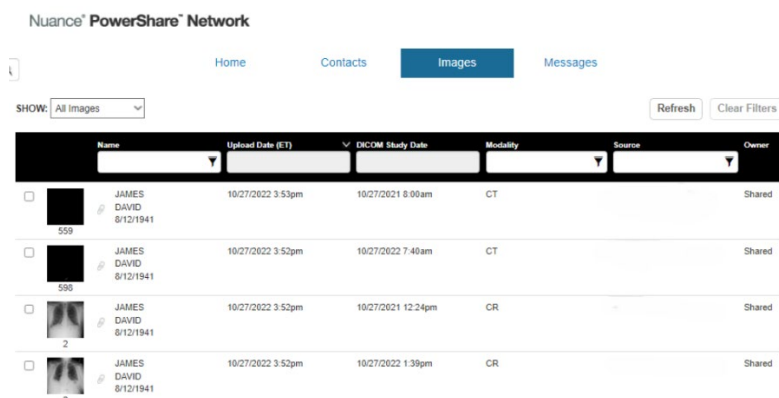 Nuance® PowerShare™ Network
Home Contacts Images Messages
SHOW: All Images Refresh Clear Filters
Name Upload Date (ET) DICOM Study Date Modality Source Owner
JAMES 10/27/2022 3:53pm 10/27/2021 8:00am CT Shared
DAVID
8/12/1941
559
JAMES 10/27/2022 3:52pm 10/27/2022 7:40am CT Shared
DAVID
8/12/1941
598
JAMES 10/27/2022 3:52pm 10/27/2021 12:24pm CR Shared
DAVID
8/12/1941
2
JAMES 10/27/2022 3:52pm 10/27/2022 1:39pm CR Shared
DAVID
8/12/1941